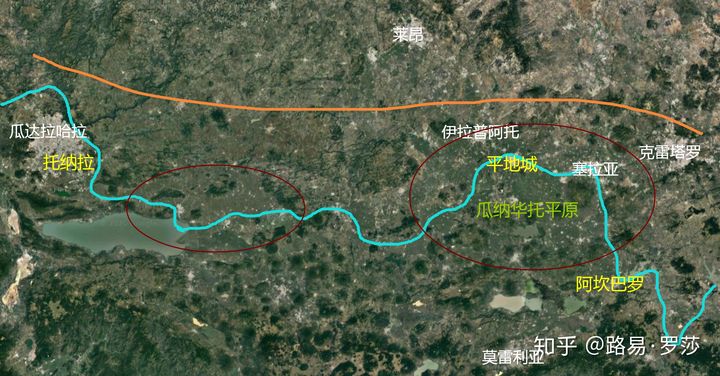 莱昂
瓜达拉哈拉
伊拉普阿托
托纳拉
平地城
塞拉亚
克雷塔罗
瓜纳华托平原
阿坎巴罗
莫雷利亚
知乎 @路易·罗莎